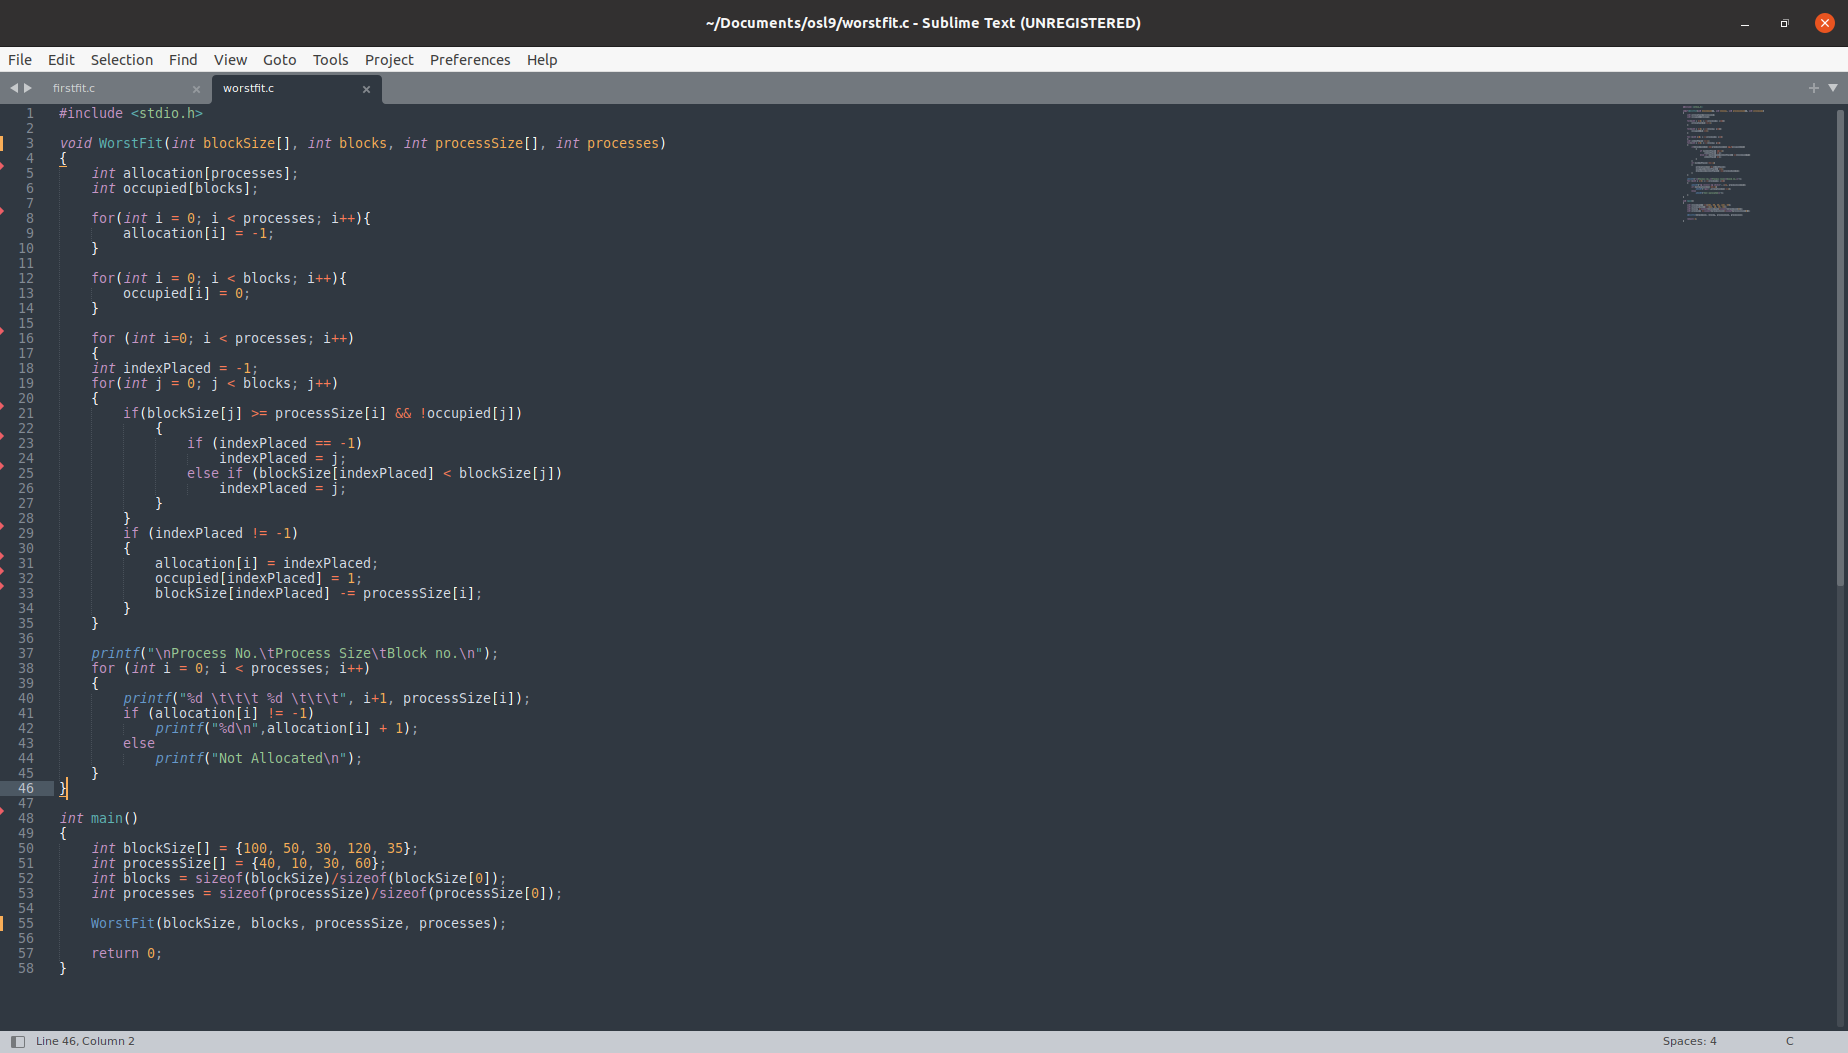 ~/Documents/osl9/worstfit.c - Sublime Text (UNREGISTERED)
File Edit Selection Find View Goto Tools Project Preferences Help
firstfit.c worstfit.c
1 #include <stdio.h>
2
3 void WorstFit(int blockSize[], int blocks, int processSize[], int processes)
4 {
5     int allocation[processes];
6     int occupied[blocks];
7
8     for(int i = 0; i < processes; i++){
9         allocation[i] = -1;
10     }
11
12     for(int i = 0; i < blocks; i++){
13         occupied[i] = 0;
14     }
15
16     for (int i=0; i < processes; i++)
17     {
18     int indexPlaced = -1;
19     for(int j = 0; j < blocks; j++)
20     {
21         if(blockSize[j] >= processSize[i] && !occupied[j])
22             {
23                 if (indexPlaced == -1)
24                     indexPlaced = j;
25                 else if (blockSize[indexPlaced] < blockSize[j])
26                     indexPlaced = j;
27             }
28         }
29         if (indexPlaced != -1)
30         {
31             allocation[i] = indexPlaced;
32             occupied[indexPlaced] = 1;
33             blockSize[indexPlaced] -= processSize[i];
34         }
35     }
36
37     printf("\nProcess No.\tProcess Size\tBlock no.\n");
38     for (int i = 0; i < processes; i++)
39     {
40         printf("%d \t\t\t %d \t\t\t", i+1, processSize[i]);
41         if (allocation[i] != -1)
42             printf("%d\n",allocation[i] + 1);
43         else
44             printf("Not Allocated\n");
45     }
46 }
47
48 int main()
49 {
50     int blockSize[] = {100, 50, 30, 120, 35};
51     int processSize[] = {40, 10, 30, 60};
52     int blocks = sizeof(blockSize)/sizeof(blockSize[0]);
53     int processes = sizeof(processSize)/sizeof(processSize[0]);
54
55     WorstFit(blockSize, blocks, processSize, processes);
56
57     return 0;
58 }
Line 46, Column 2 Spaces: 4 C